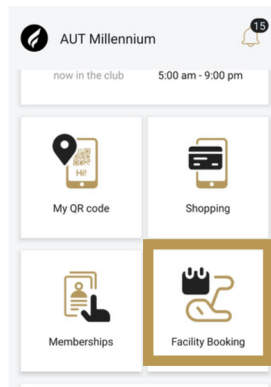 AUT Millennium
15
now in the club 5:00 am - 9:00 pm
Hi!
My QR code Shopping
Memberships Facility Booking